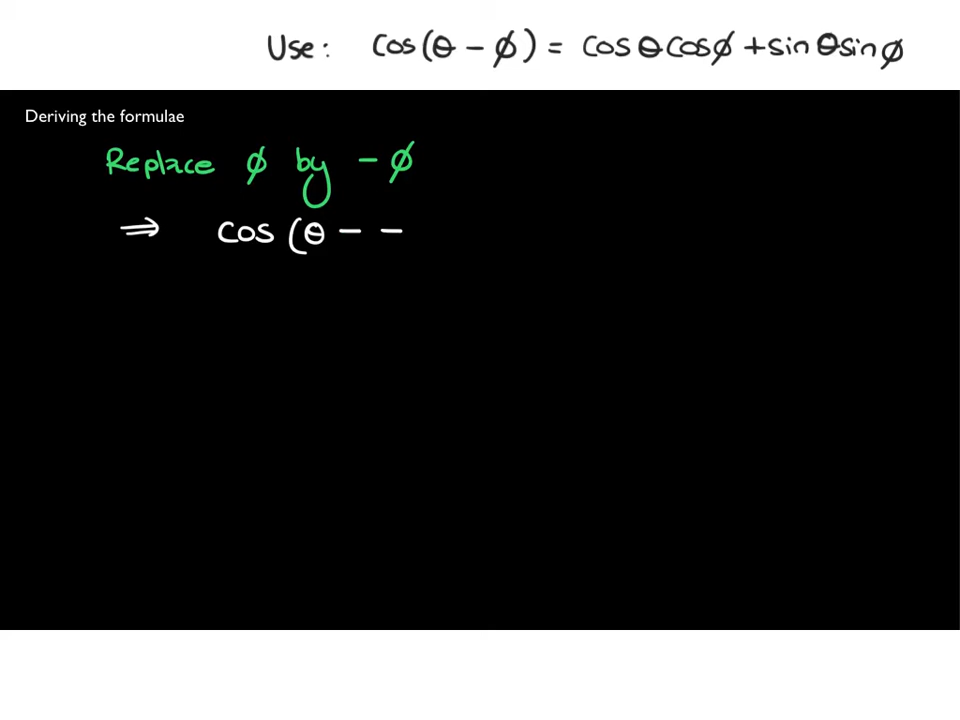 Use: cos(θ − ϕ) = cosθcosϕ + sinθsinϕ
Deriving the formulae
Replace ϕ by − ϕ
⇒ cos (θ − −